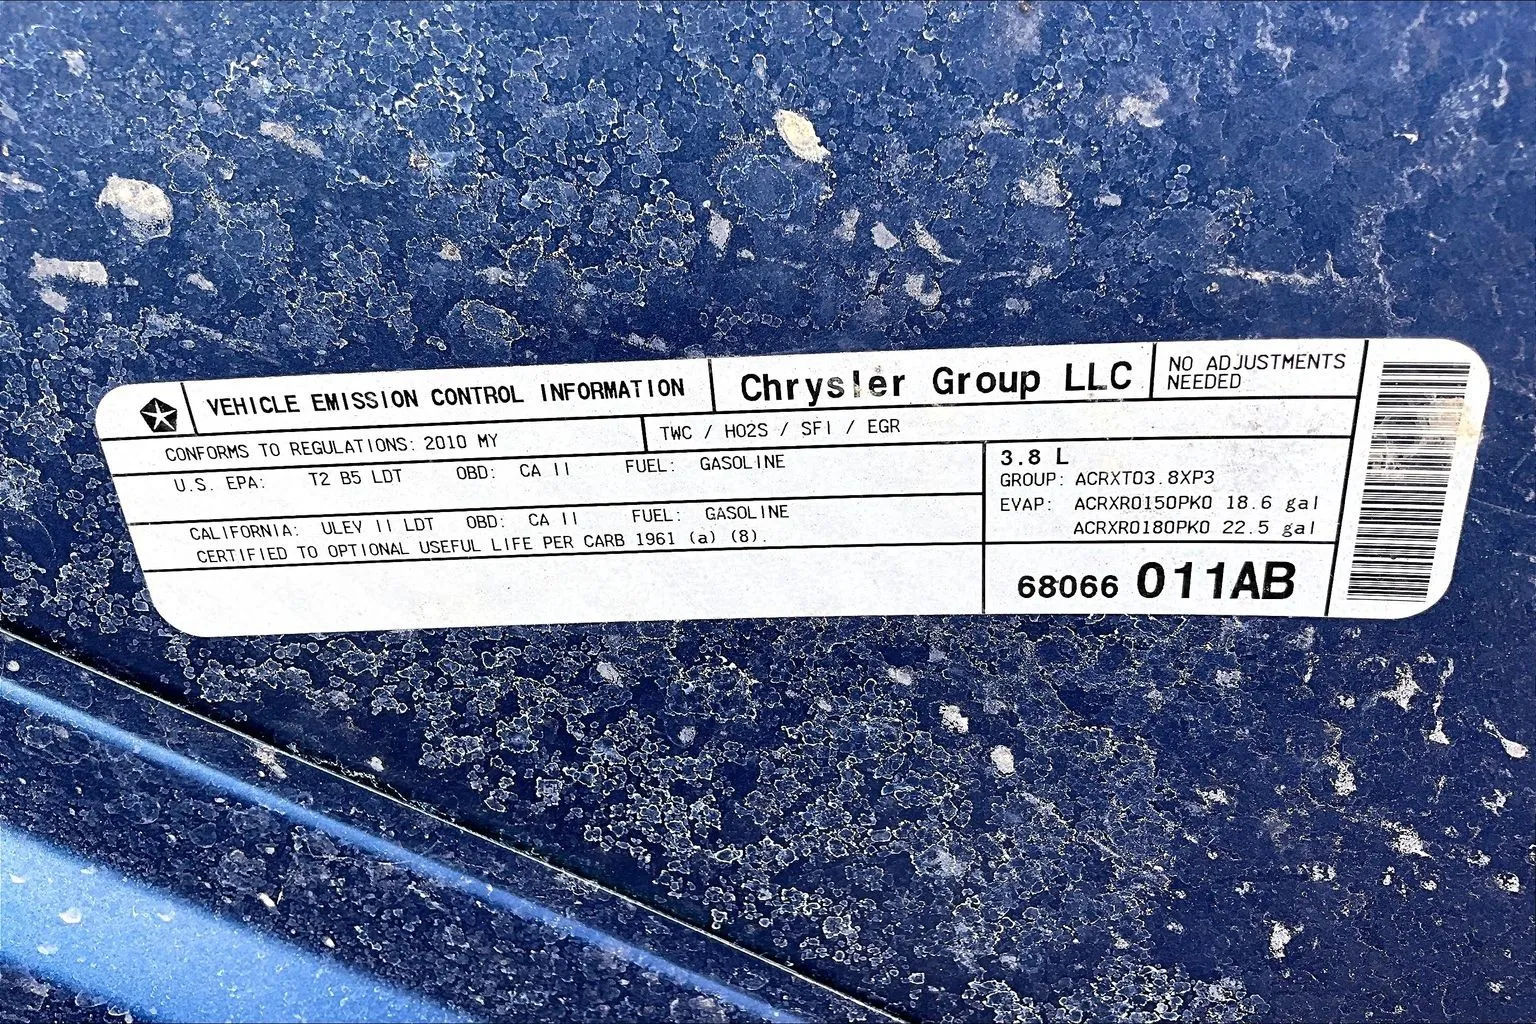 VEHICLE EMISSION CONTROL INFORMATION
Chrysler Group LLC
NO ADJUSTMENTS
NEEDED
CONFORMS TO REGULATIONS: 2010 MY
TWC / HO2S / SFI / EGR
U.S. EPA: T2 B5 LDT OBD: CA II FUEL: GASOLINE
CALIFORNIA: ULEV II LDT OBD: CA II FUEL: GASOLINE
CERTIFIED TO OPTIONAL USEFUL LIFE PER CARB 1961 (a) (8).
3.8 L
GROUP: ACRXT03.8XP3
EVAP: ACRXR0150PK0 18.6 gal
ACRXR0180PK0 22.5 gal
68066 011AB